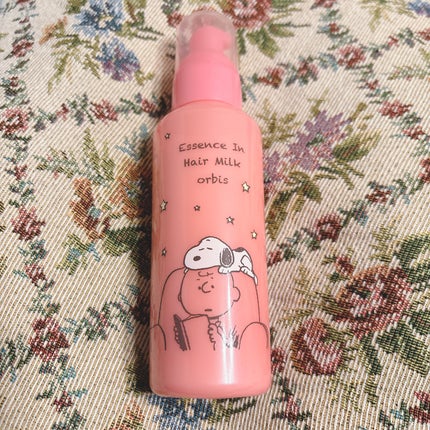 Essence In
Hair Milk
orbis